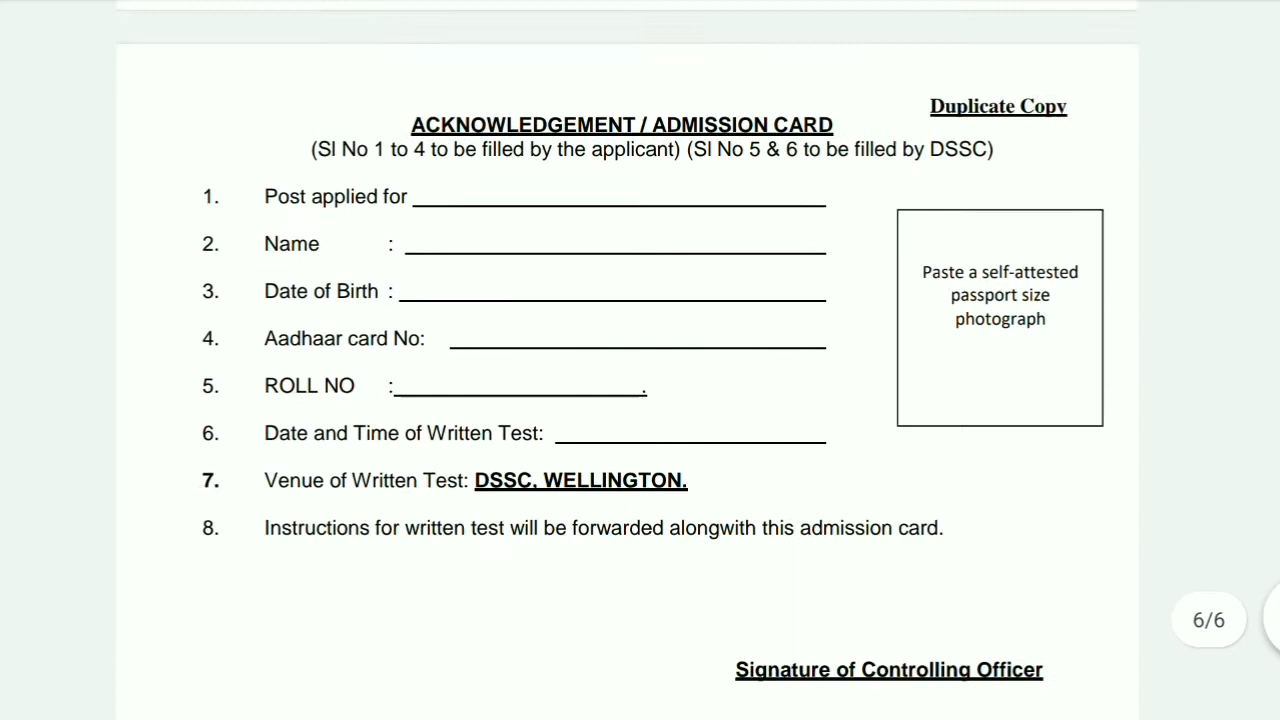 Duplicate Copy
ACKNOWLEDGEMENT / ADMISSION CARD
(Sl No 1 to 4 to be filled by the applicant) (Sl No 5 & 6 to be filled by DSSC)
1. Post applied for
2. Name :
3. Date of Birth :
4. Aadhaar card No:
5. ROLL NO : .
6. Date and Time of Written Test:
7. Venue of Written Test: DSSC, WELLINGTON.
8. Instructions for written test will be forwarded alongwith this admission card.
Paste a self-attested
passport size
photograph
6/6
Signature of Controlling Officer